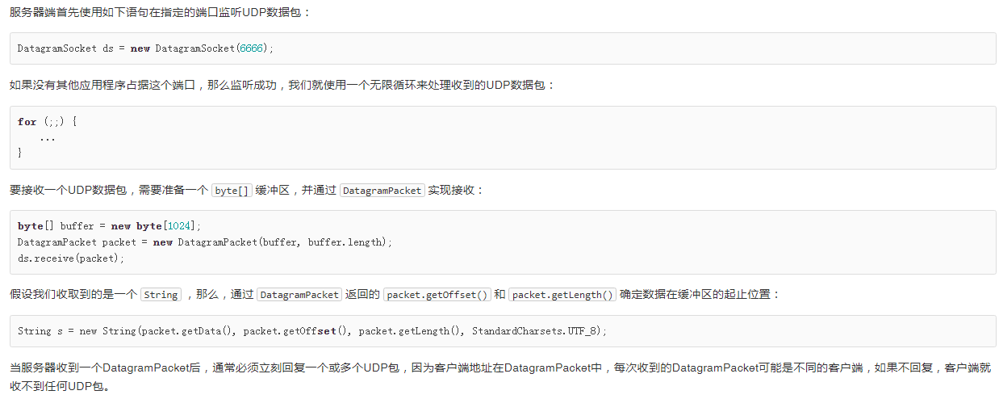 服务器端首先使用如下语句在指定的端口监听UDP数据包：
DatagramSocket ds = new DatagramSocket(6666);
如果没有其他应用程序占据这个端口，那么监听成功，我们就使用一个无限循环来处理收到的UDP数据包：
for (;;) {
    ...
}
要接收一个UDP数据包，需要准备一个 byte[] 缓冲区，并通过 DatagramPacket 实现接收：
byte[] buffer = new byte[1024];
DatagramPacket packet = new DatagramPacket(buffer, buffer.length);
ds.receive(packet);
假设我们收取到的是一个 String ，那么，通过 DatagramPacket 返回的 packet.getOffset() 和 packet.getLength() 确定数据在缓冲区的起止位置：
String s = new String(packet.getData(), packet.getOffset(), packet.getLength(), StandardCharsets.UTF_8);
当服务器收到一个DatagramPacket后，通常必须立刻回复一个或多个UDP包，因为客户端地址在DatagramPacket中，每次收到的DatagramPacket可能是不同的客户端，如果不回复，客户端就
收不到任何UDP包。